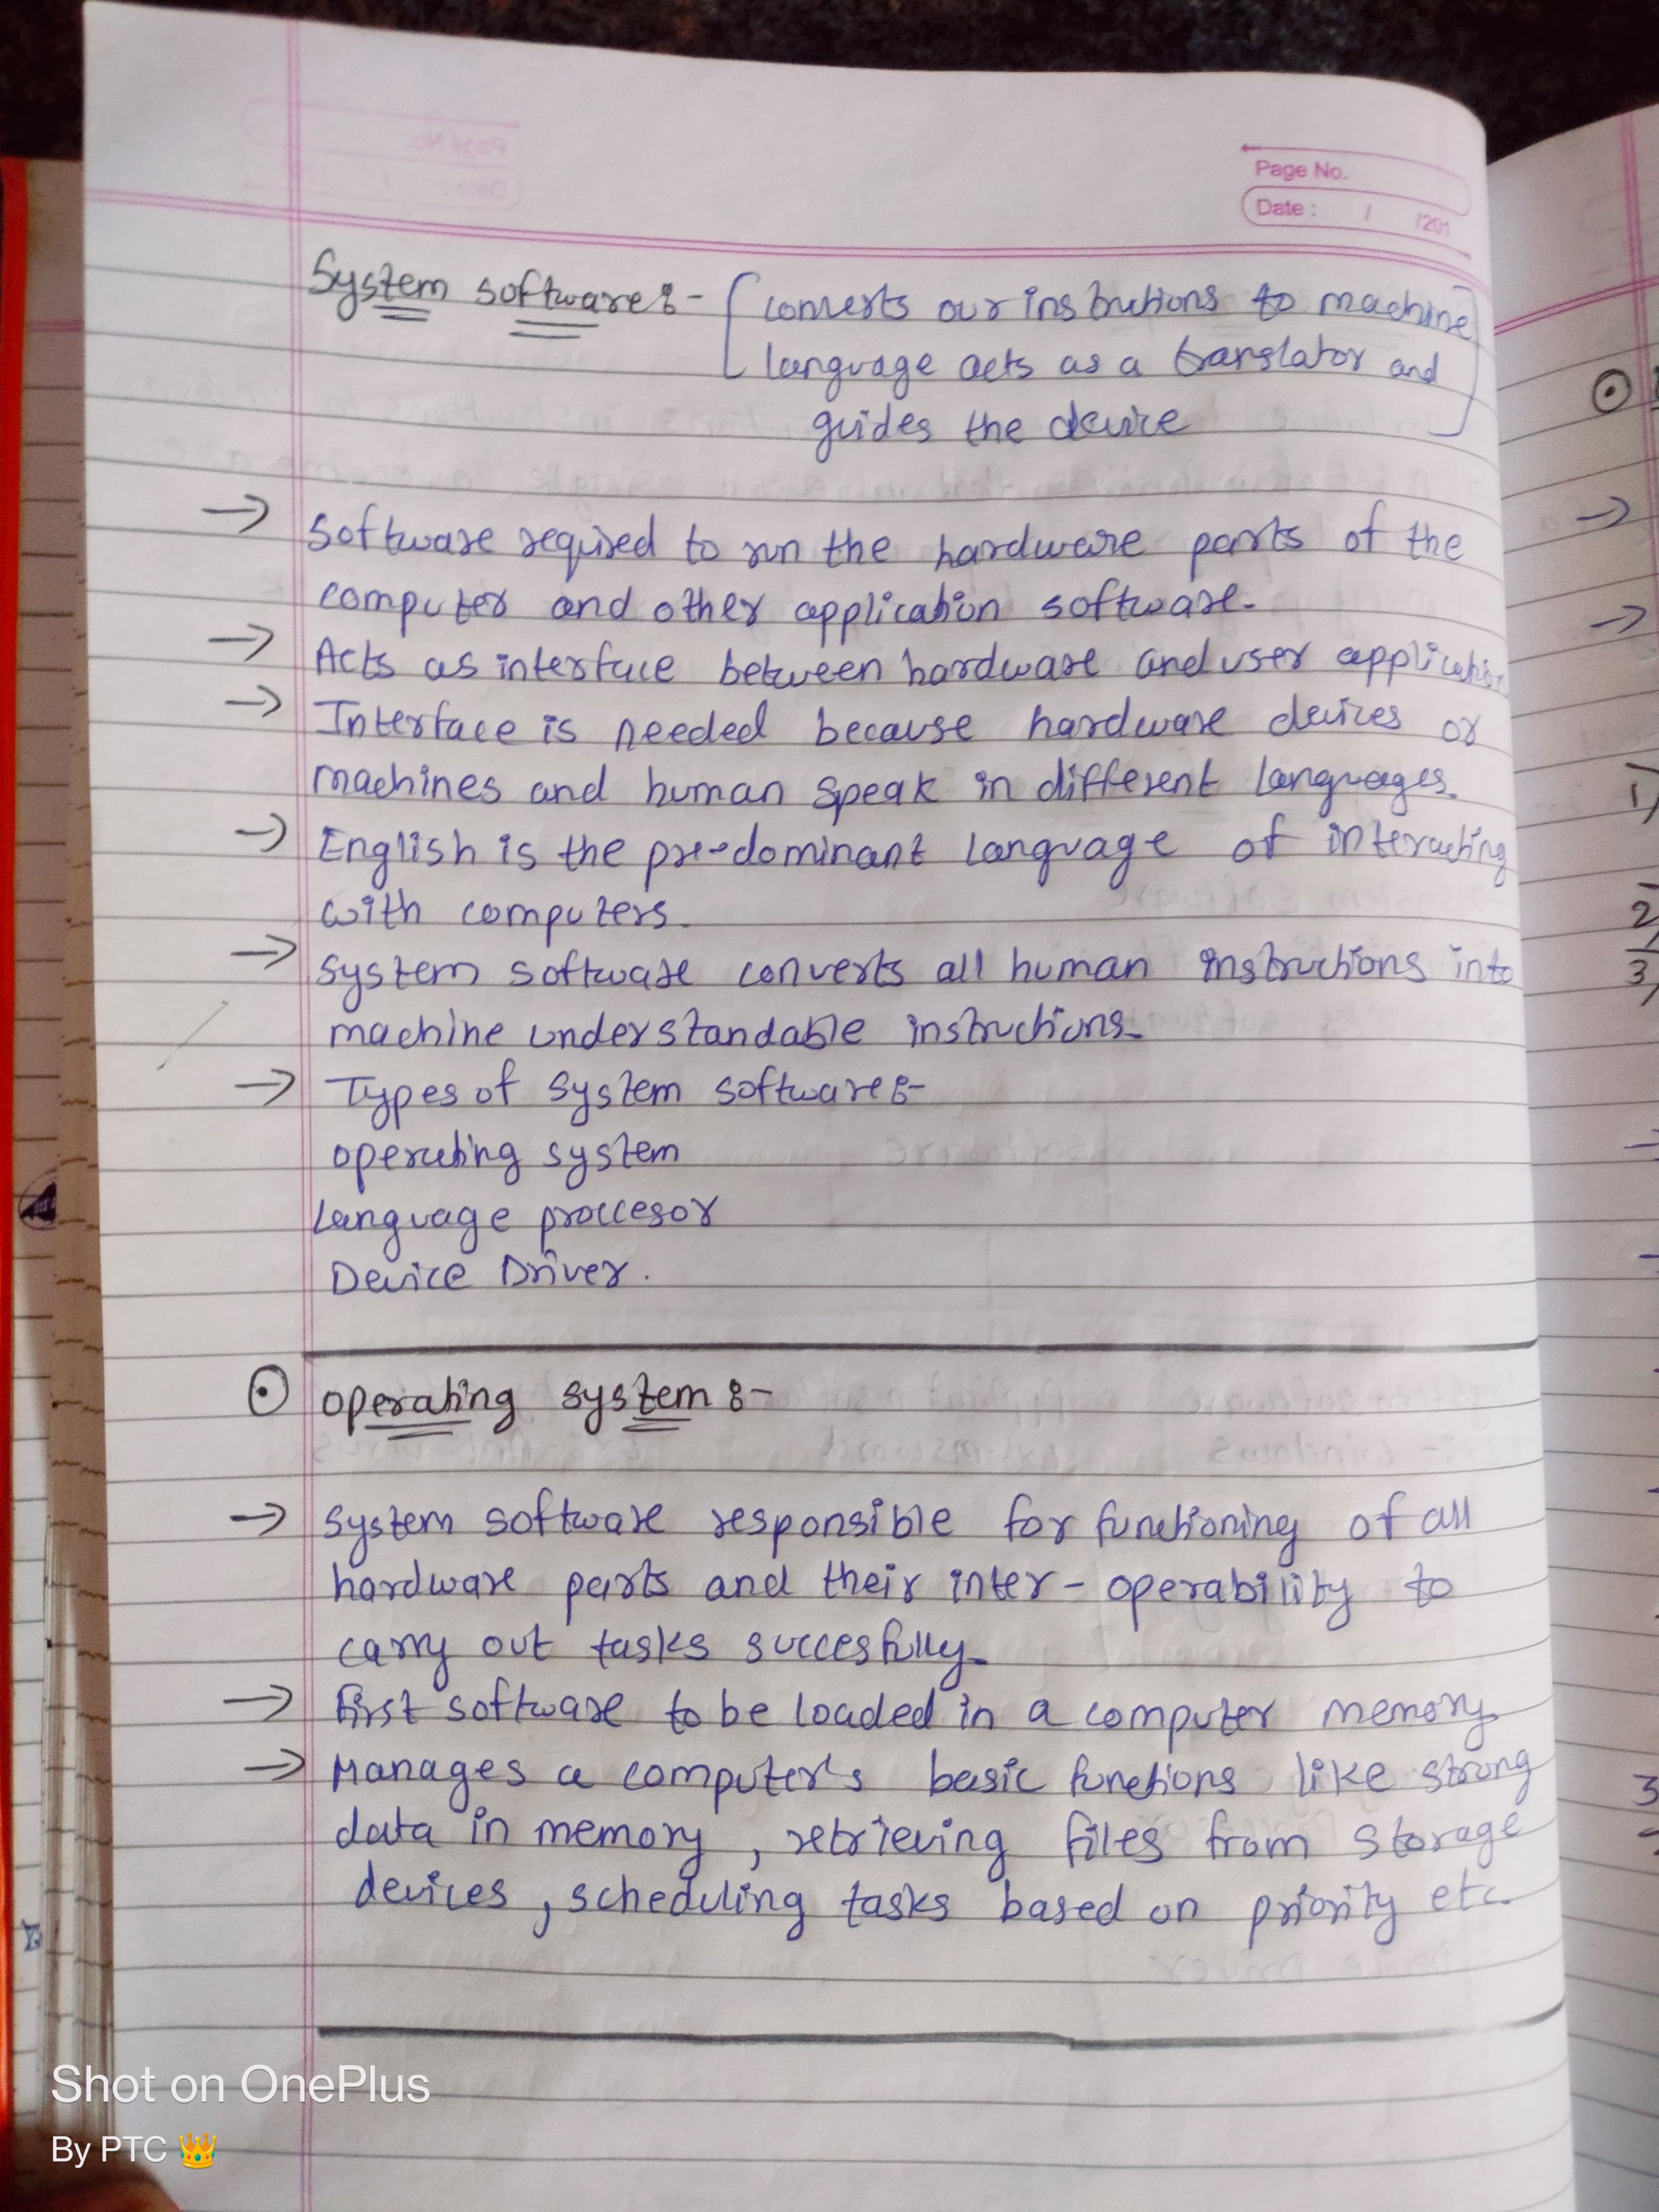 Page No.
Date : / /201
System software :- [converts our instructions to machine
language acts as a translator and
guides the device]
→ Software required to run the hardware parts of the
computer and other application software.
→ Acts as interface between hardware and user application
→ Interface is needed because hardware devices or
machines and human speak in different languages.
→ English is the pre-dominant language of interacting
with computers.
→ System software converts all human instructions into
machine understandable instructions.
→ Types of system software :-
operating system
Language proccesor
Device Driver.
⊙ operating system :-
→ System software responsible for functioning of all
hardware parts and their inter-operability to
carry out tasks succesfully.
→ First software to be loaded in a computer memory
→ Manages a computer's basic functions like strong
data in memory, retrieving files from storage
devices, scheduling tasks based on priority etc.
⊙
→
→
1)
2)
3)
3
Shot on OnePlus
By PTC 👑